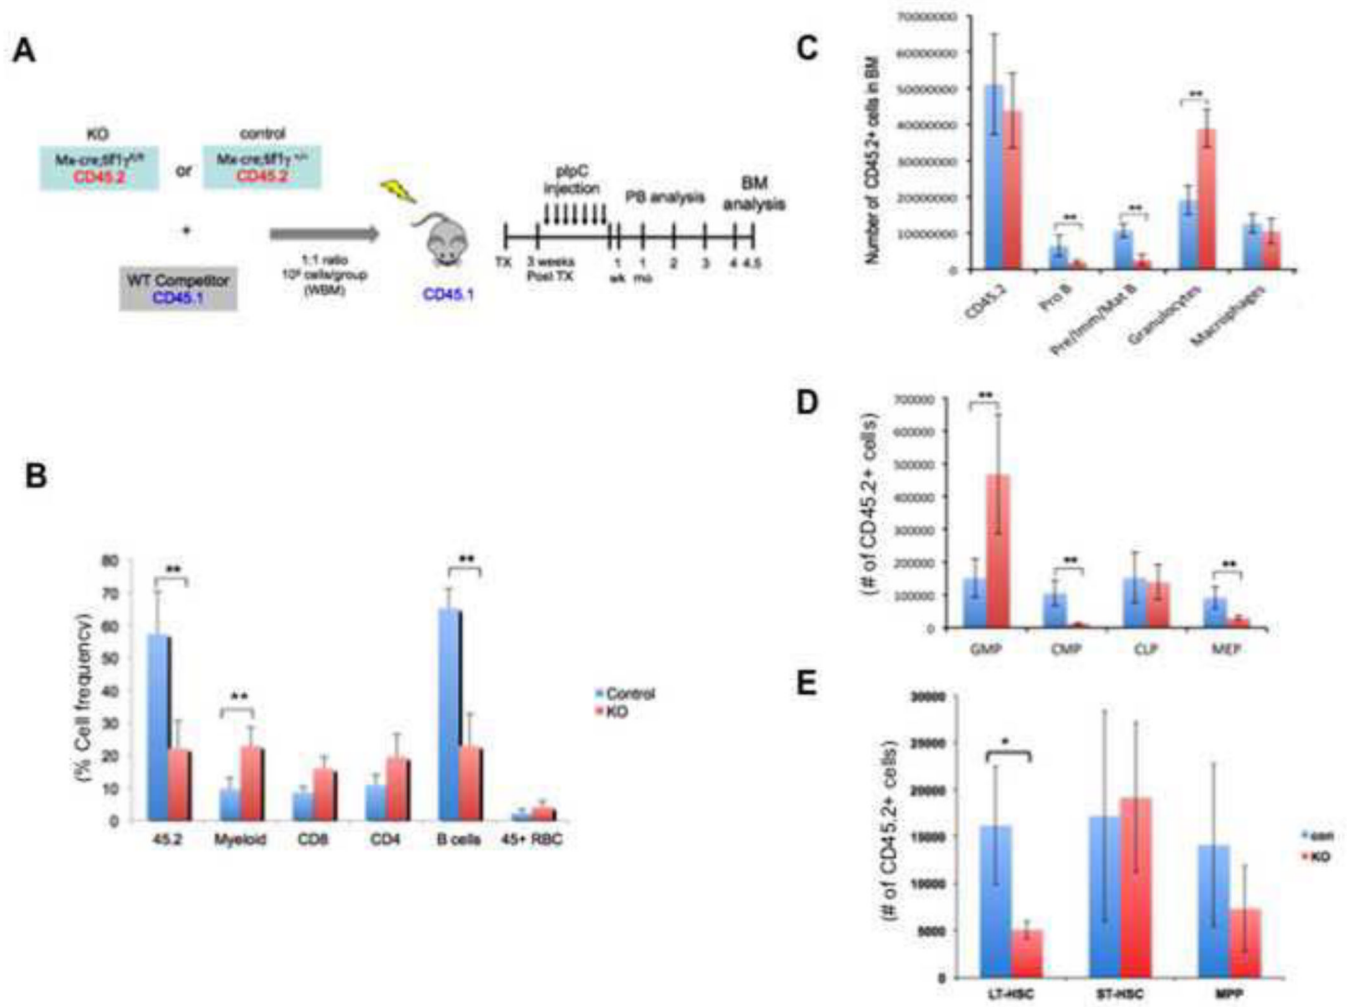 A
KO
control
Mx-cre;tif1γfl/fl
CD45.2
or
Mx-cre;tif1γ +/+
CD45.2
+
WT Competitor
CD45.1
1:1 ratio
10⁶ cells/group
(WBM)
CD45.1
pIpC
Injection
PB analysis
BM
analysis
TX
3 weeks
Post TX
1
wk
1
mo
2
3
4
4.5
B
(% Cell frequency)
80
70
60
50
40
30
20
10
0
**
**
**
45.2
Myeloid
CD8
CD4
B cells
45+ RBC
Control
KO
C
Number of CD45.2+ cells in BM
70000000
60000000
50000000
40000000
30000000
20000000
10000000
0
**
**
**
CD45.2
Pro B
Pre/Imm/Mat B
Granulocytes
Macrophages
D
(# of CD45.2+ cells)
700000
600000
500000
400000
300000
200000
100000
0
**
**
**
GMP
CMP
CLP
MEP
E
(# of CD45.2+ cells)
30000
25000
20000
15000
10000
5000
0
*
LT-HSC
ST-HSC
MPP
con
KO